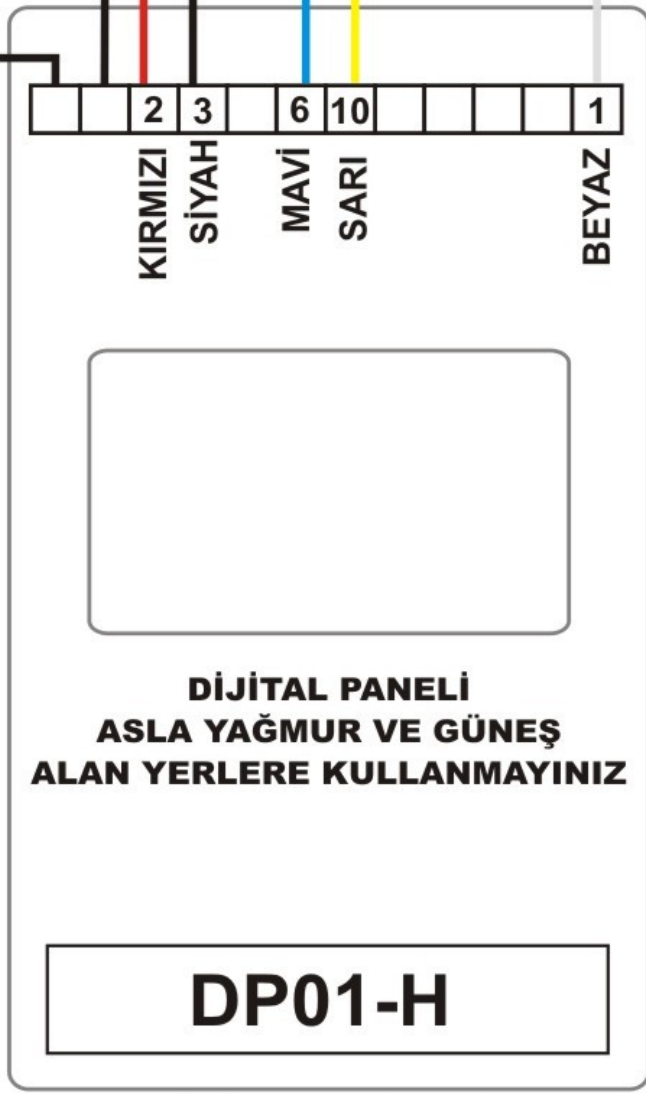 2 3 6 10 1
KIRMIZI SİYAH MAVİ SARI BEYAZ
DİJİTAL PANELİ
ASLA YAĞMUR VE GÜNEŞ
ALAN YERLERE KULLANMAYINIZ
DP01-H